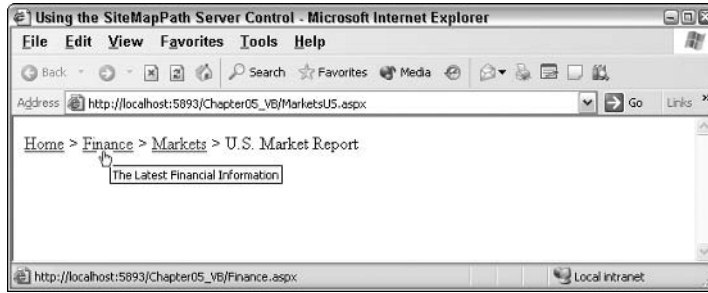 Using the SiteMapPath Server Control - Microsoft Internet Explorer
File Edit View Favorites Tools Help
Back Search Favorites Media
Address http://localhost:5893/Chapter05_VB/MarketsUS.aspx Go Links »
Home > Finance > Markets > U.S. Market Report
The Latest Financial Information
http://localhost:5893/Chapter05_VB/Finance.aspx Local intranet